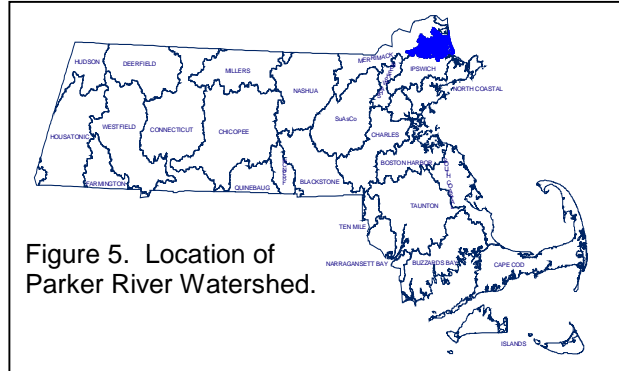 MERRIMACK
HUDSON
DEERFIELD
MILLERS
NASHUA
IPSWICH
NORTH COASTAL
SuAsCo
WESTFIELD
CONNECTICUT
CHICOPEE
HOUSATONIC
CHARLES
BOSTON HARBOR
FARMINGTON
QUINEBAUG
BLACKSTONE
TAUNTON
TEN MILE
NARRAGANSETT BAY
BUZZARDS BAY
CAPE COD
ISLANDS
Figure 5. Location of
Parker River Watershed.